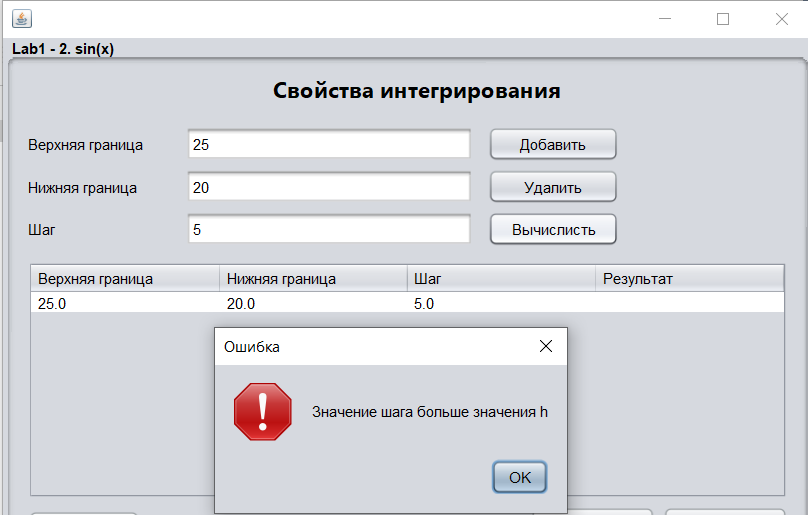 Lab1 - 2. sin(x)
Свойства интегрирования
Верхняя граница 25 Добавить
Нижняя граница 20 Удалить
Шаг 5 Вычислисть
Верхняя граница Нижняя граница Шаг Результат
25.0 20.0 5.0
Ошибка
Значение шага больше значения h
OK